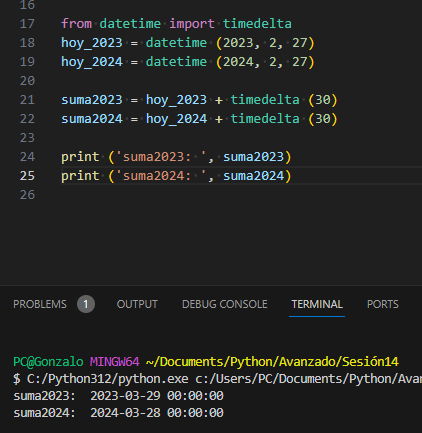 16
17 from datetime import timedelta
18 hoy_2023 = datetime (2023, 2, 27)
19 hoy_2024 = datetime (2024, 2, 27)
20
21 suma2023 = hoy_2023 + timedelta (30)
22 suma2024 = hoy_2024 + timedelta (30)
23
24 print ('suma2023: ', suma2023)
25 print ('suma2024: ', suma2024)
26
PROBLEMS 1 OUTPUT DEBUG CONSOLE TERMINAL PORTS
PC@Gonzalo MINGW64 ~/Documents/Python/Avanzado/Sesión14
$ C:/Python312/python.exe c:/Users/PC/Documents/Python/Avan
suma2023:  2023-03-29 00:00:00
suma2024:  2024-03-28 00:00:00